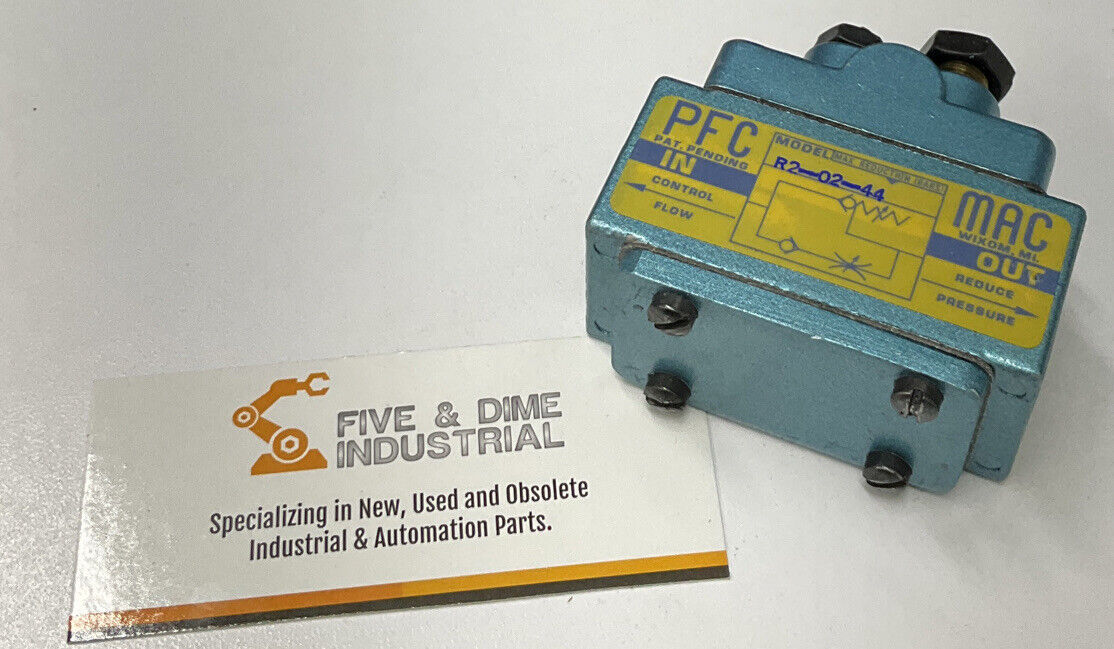 PFC
PAT. PENDING
IN
CONTROL
FLOW
MODEL
R2-02-44
MAC
WIXOM, MI.
OUT
REDUCE
PRESSURE
FIVE & DIME
INDUSTRIAL
Specializing in New, Used and Obsolete
Industrial & Automation Parts.